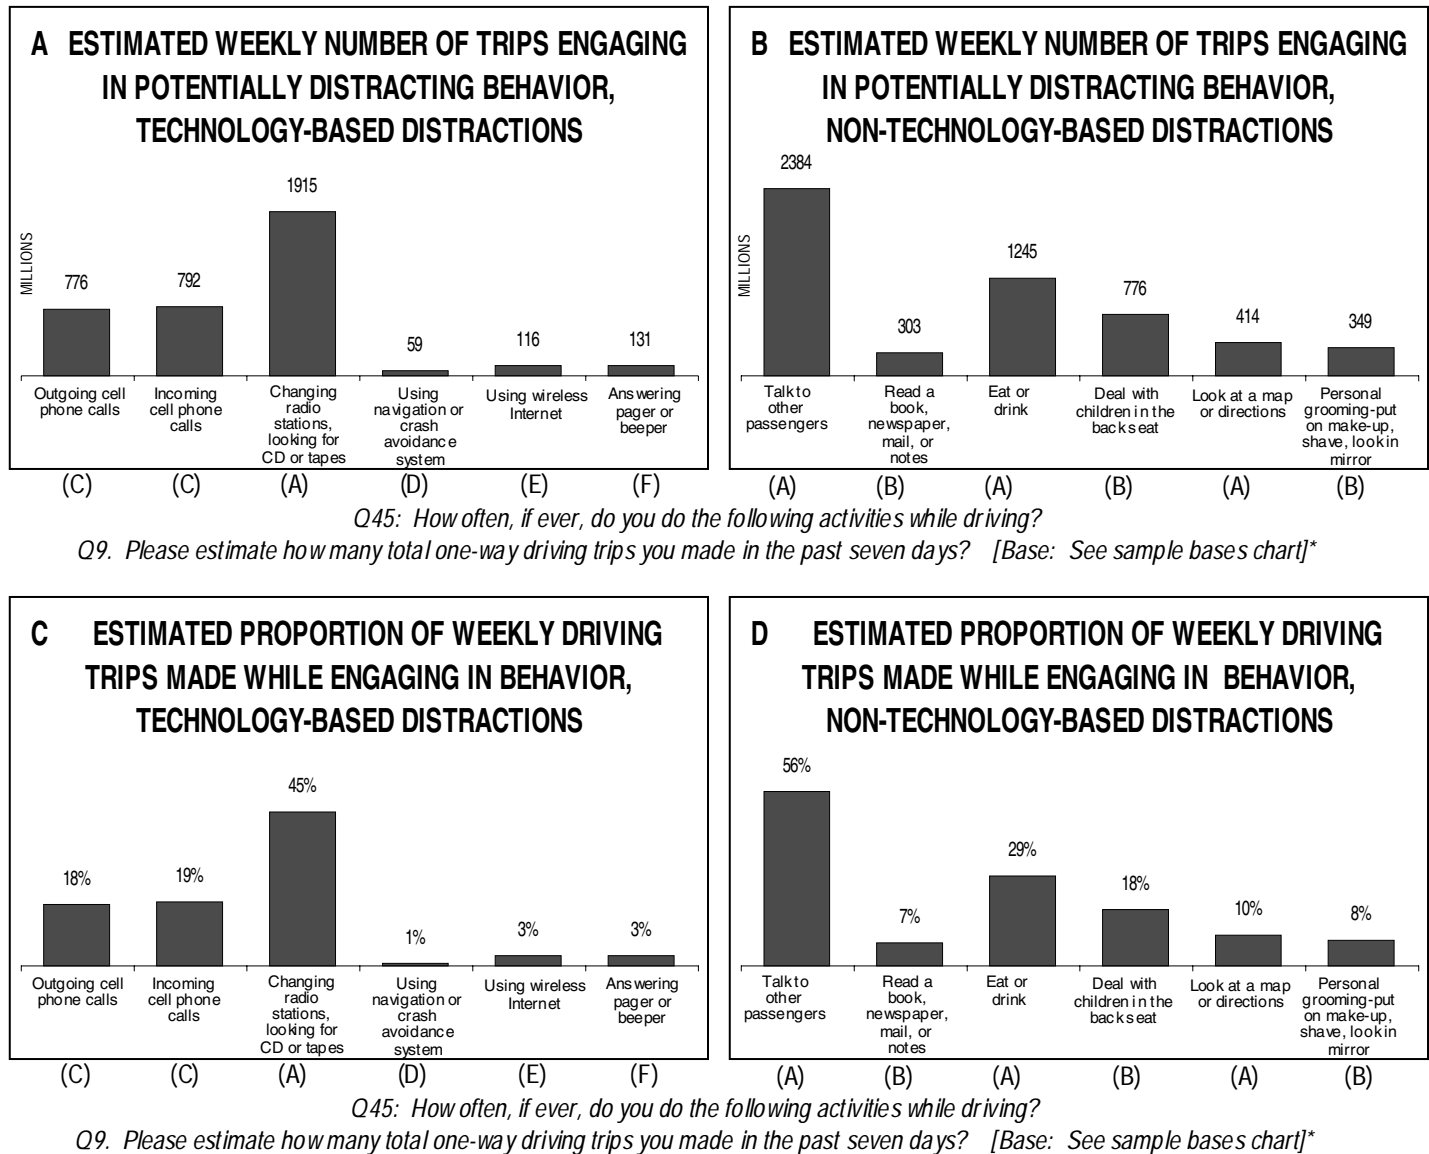 A ESTIMATED WEEKLY NUMBER OF TRIPS ENGAGING
IN POTENTIALLY DISTRACTING BEHAVIOR,
TECHNOLOGY-BASED DISTRACTIONS
MILLIONS
776
792
1915
59
116
131
Outgoing cell
phone calls
Incoming
cell phone
calls
Changing
radio
stations,
looking for
CD or tapes
Using
navigation or
crash
avoidance
system
Using wireless
Internet
Answering
pager or
beeper
(C) (C) (A) (D) (E) (F)
B ESTIMATED WEEKLY NUMBER OF TRIPS ENGAGING
IN POTENTIALLY DISTRACTING BEHAVIOR,
NON-TECHNOLOGY-BASED DISTRACTIONS
MILLIONS
2384
303
1245
776
414
349
Talk to
other
passengers
Read a
book,
newspaper,
mail, or
notes
Eat or
drink
Deal with
children in the
back seat
Look at a map
or directions
Personal
grooming-put
on make-up,
shave, look in
mirror
(A) (B) (A) (B) (A) (B)
Q45: How often, if ever, do you do the following activities while driving?
Q9. Please estimate how many total one-way driving trips you made in the past seven days? [Base: See sample bases chart]*
C ESTIMATED PROPORTION OF WEEKLY DRIVING
TRIPS MADE WHILE ENGAGING IN BEHAVIOR,
TECHNOLOGY-BASED DISTRACTIONS
18%
19%
45%
1%
3%
3%
Outgoing cell
phone calls
Incoming
cell phone
calls
Changing
radio
stations,
looking for
CD or tapes
Using
navigation or
crash
avoidance
system
Using wireless
Internet
Answering
pager or
beeper
(C) (C) (A) (D) (E) (F)
D ESTIMATED PROPORTION OF WEEKLY DRIVING
TRIPS MADE WHILE ENGAGING IN BEHAVIOR,
NON-TECHNOLOGY-BASED DISTRACTIONS
56%
7%
29%
18%
10%
8%
Talk to
other
passengers
Read a
book,
newspaper,
mail, or
notes
Eat or
drink
Deal with
children in the
back seat
Look at a map
or directions
Personal
grooming-put
on make-up,
shave, look in
mirror
(A) (B) (A) (B) (A) (B)
Q45: How often, if ever, do you do the following activities while driving?
Q9. Please estimate how many total one-way driving trips you made in the past seven days? [Base: See sample bases chart]*